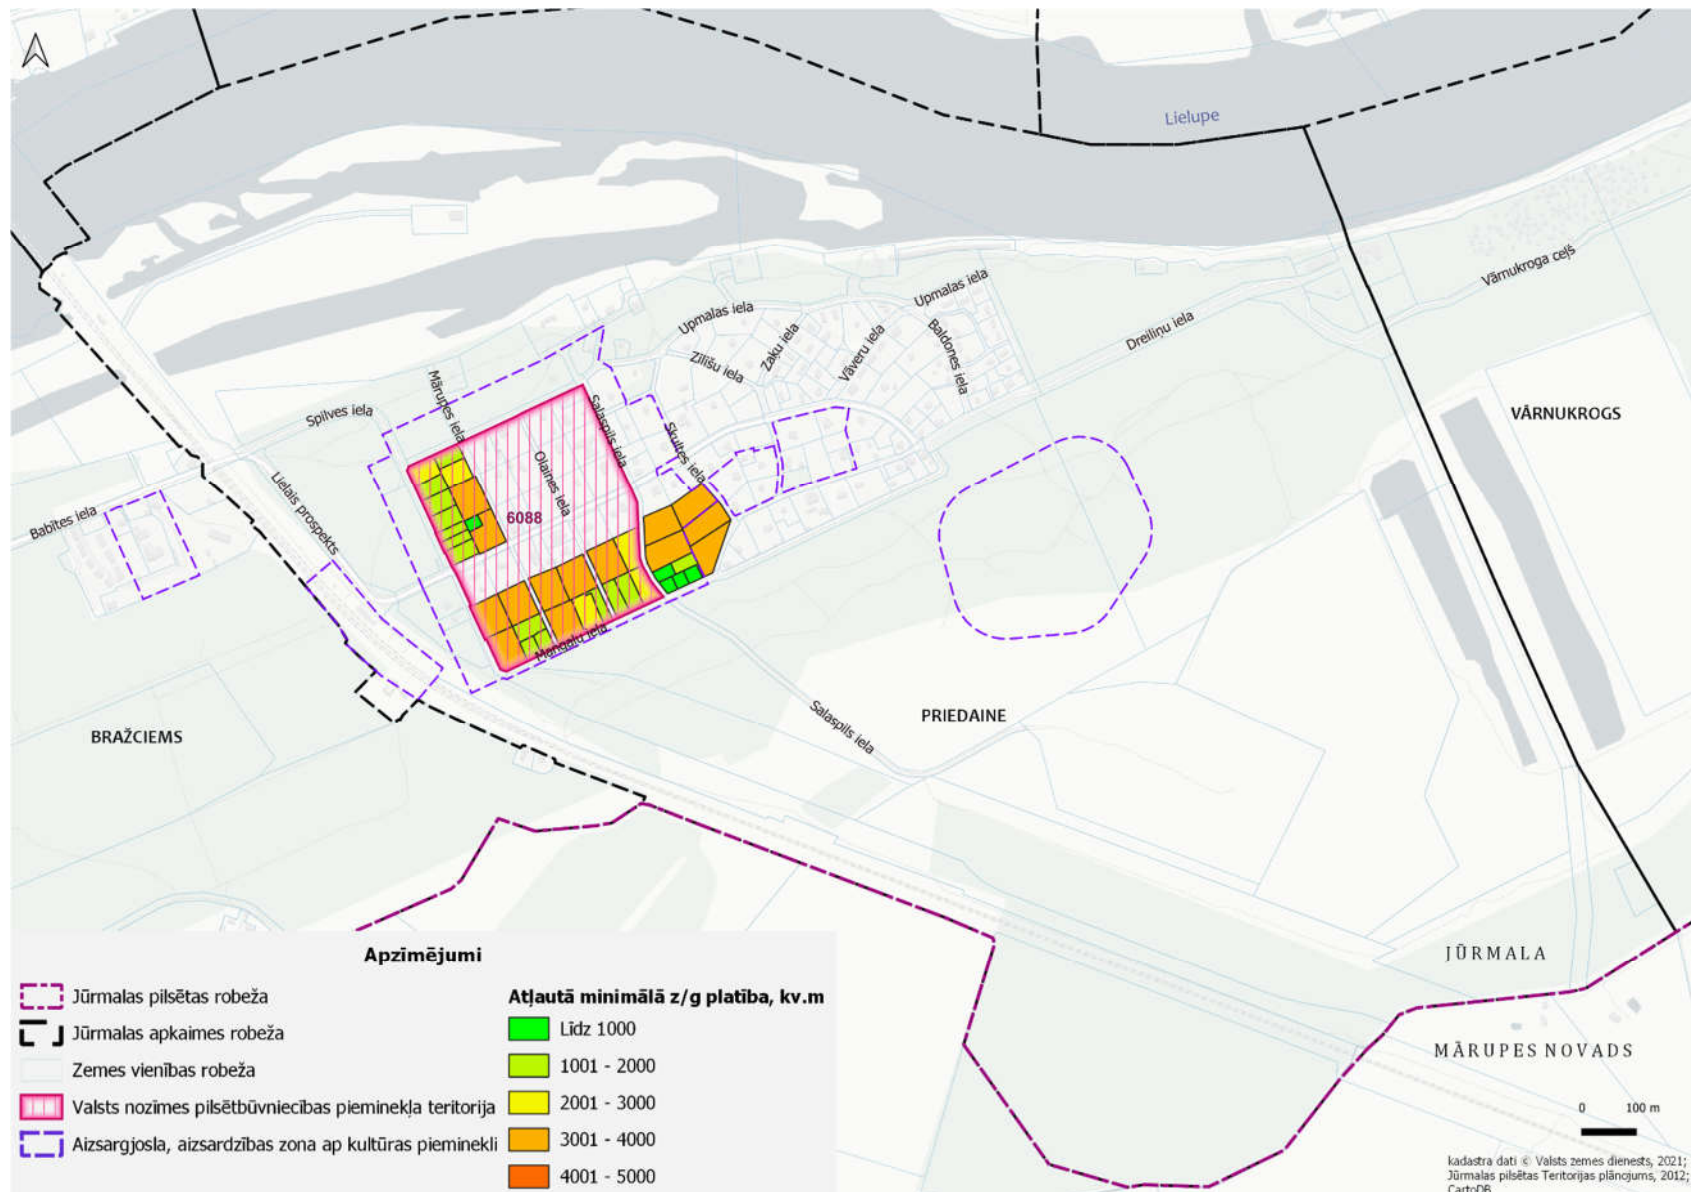 Lielupe
Vārnukroga ceļš
Upmalas iela
Upmalas iela
Dreiliņu iela
Zaķu iela
Vāveru iela
Baldones iela
Zīlīšu iela
Mārupes iela
Spilves iela
Salaspils iela
Skultes iela
VĀRNUKROGS
Olaines iela
Lielais prospekts
Babītes iela
6088
Mangaļu iela
Salaspils iela
PRIEDAINE
BRAŽCIEMS
JŪRMALA
MĀRUPES NOVADS
Apzīmējumi
Jūrmalas pilsētas robeža
Jūrmalas apkaimes robeža
Zemes vienības robeža
Valsts nozīmes pilsētbūvniecības pieminekļa teritorija
Aizsargjosla, aizsardzības zona ap kultūras pieminekli
Atļautā minimālā z/g platība, kv.m
Līdz 1000
1001 - 2000
2001 - 3000
3001 - 4000
4001 - 5000
0 100 m
kadastra dati © Valsts zemes dienests, 2021;
Jūrmalas pilsētas Teritorijas plānojums, 2012;
CartoDB